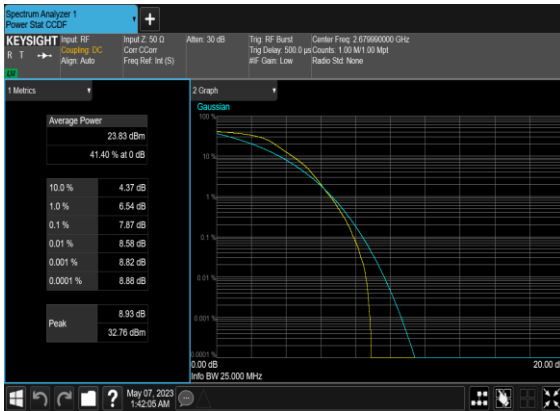 Spectrum Analyzer 1
Power Stat CCDF
+
KEYSIGHT
R T
LM
Input: RF
Coupling: DC
Align: Auto
Input Z: 50 Ω
Corr CCorr
Freq Ref: Int (S)
Atten: 30 dB
Trig: RF Burst
Trig Delay: 500.0 µs
#IF Gain: Low
Center Freq: 2.679990000 GHz
Counts: 1.00 M/1.00 Mpt
Radio Std: None
1 Metrics
Average Power
23.83 dBm
41.40 % at 0 dB
10.0 % 4.37 dB
1.0 % 6.54 dB
0.1 % 7.87 dB
0.01 % 8.58 dB
0.001 % 8.82 dB
0.0001 % 8.88 dB
Peak
8.93 dB
32.76 dBm
2 Graph
Gaussian
100 %
10 %
1 %
0.1 %
0.01 %
0.001 %
0.0001 %
0.00 dB
20.00 d
Info BW 25.000 MHz
?
May 07, 2023
1:42:05 AM